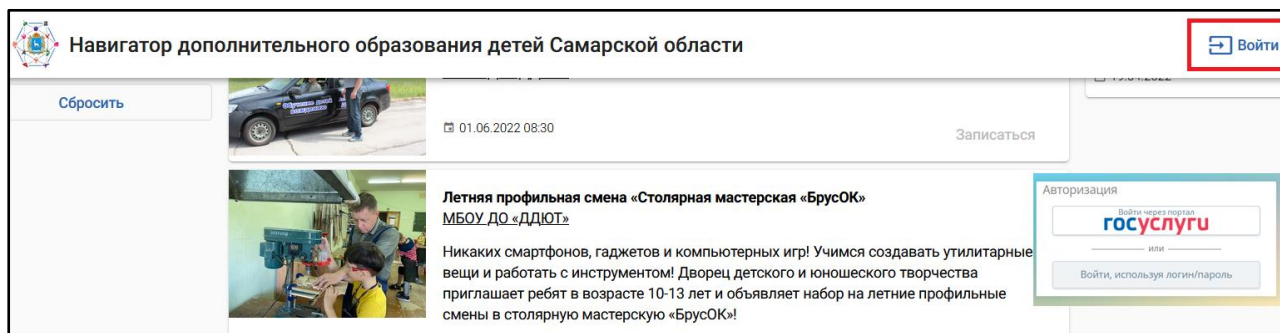 Навигатор дополнительного образования детей Самарской области
Войти
Сбросить
01.06.2022 08:30
Записаться
Летняя профильная смена «Столярная мастерская «БрусОК»
МБОУ ДО «ДДЮТ»
Никаких смартфонов, гаджетов и компьютерных игр! Учимся создавать утилитарные
вещи и работать с инструментом! Дворец детского и юношеского творчества
приглашает ребят в возрасте 10-13 лет и объявляет набор на летние профильные
смены в столярную мастерскую «БрусОК»!
Авторизация
Войти через портал
госуслуги
или
Войти, используя логин/пароль